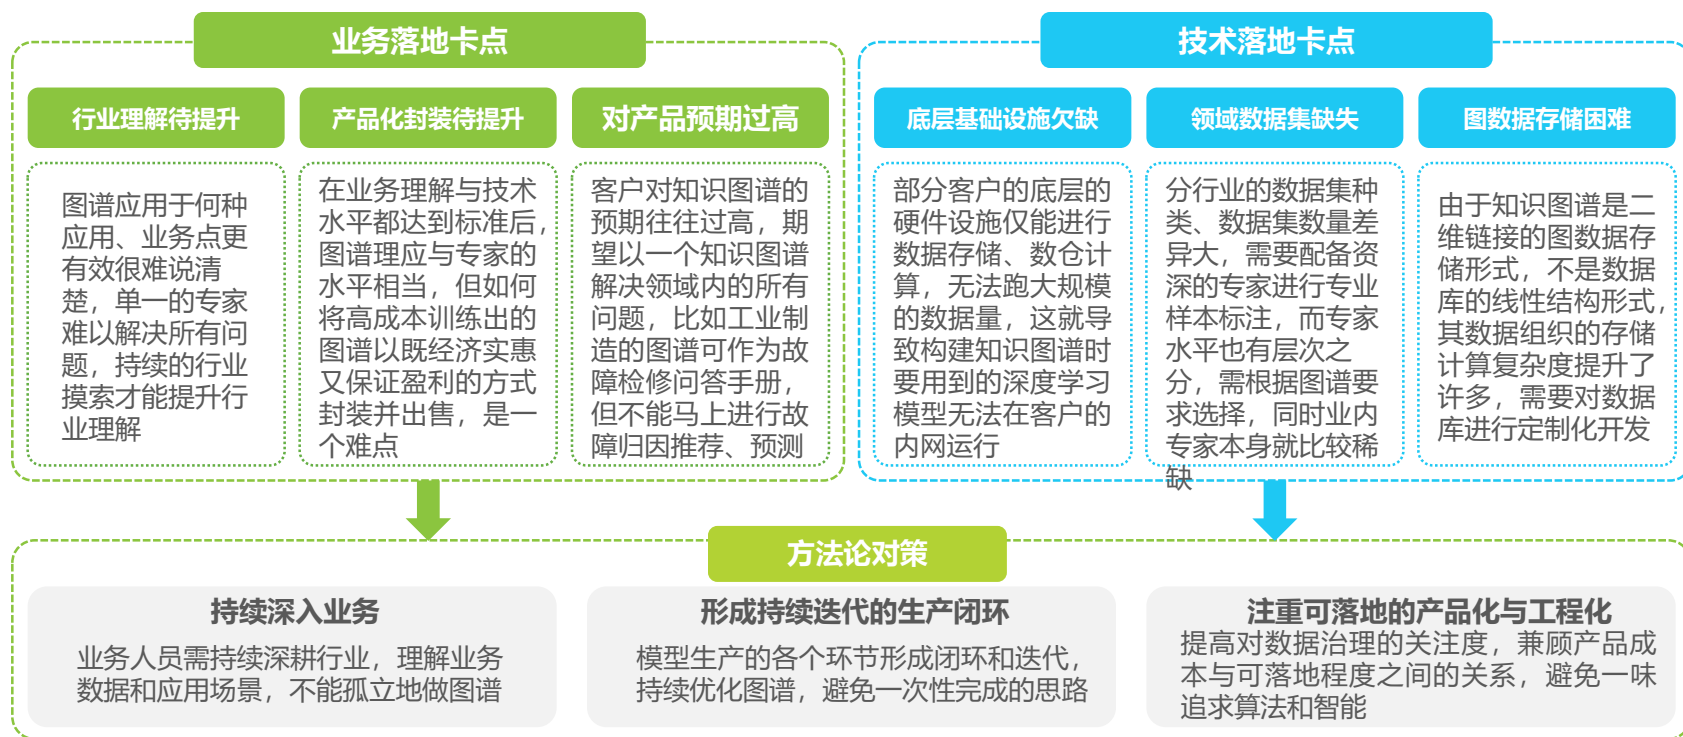 业务落地卡点
行业理解待提升
图谱应用于何种
应用、业务点更
有效很难说清
楚，单一的专家
难以解决所有问
题，持续的行业
摸索才能提升行
业理解
产品化封装待提升
在业务理解与技术
水平都达到标准后，
图谱理应与专家的
水平相当，但如何
将高成本训练出的
图谱以既经济实惠
又保证盈利的方式
封装并出售，是一
个难点
对产品预期过高
客户对知识图谱的
预期往往过高，期
望以一个知识图谱
解决领域内的所有
问题，比如工业制
造的图谱可作为故
障检修问答手册，
但不能马上进行故
障归因推荐、预测
技术落地卡点
底层基础设施欠缺
部分客户的底层的
硬件设施仅能进行
数据存储、数仓计
算，无法跑大规模
的数据量，这就导
致构建知识图谱时
要用到的深度学习
模型无法在客户的
内网运行
领域数据集缺失
分行业的数据集种
类、数据集数量差
异大，需要配备资
深的专家进行专业
样本标注，而专家
水平也有层次之
分，需根据图谱要
求选择，同时业内
专家本身就比较稀
缺
图数据存储困难
由于知识图谱是二
维链接的图数据存
储形式，不是数据
库的线性结构形式，
其数据组织的存储
计算复杂度提升了
许多，需要对数据
库进行定制化开发
方法论对策
持续深入业务
业务人员需持续深耕行业，理解业务
数据和应用场景，不能孤立地做图谱
形成持续迭代的生产闭环
模型生产的各个环节形成闭环和迭代，
持续优化图谱，避免一次性完成的思路
注重可落地的产品化与工程化
提高对数据治理的关注度，兼顾产品成
本与可落地程度之间的关系，避免一味
追求算法和智能